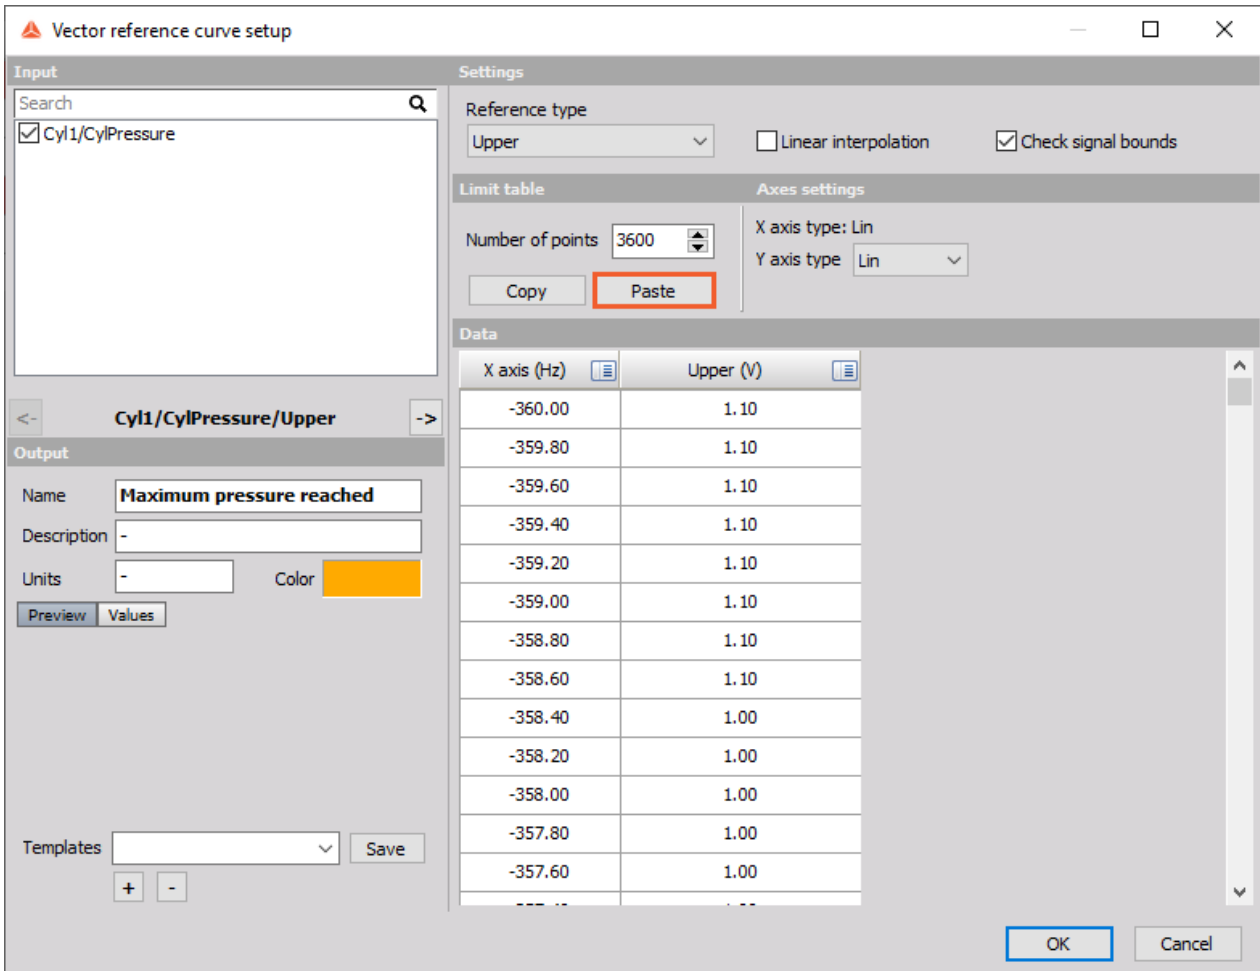 Vector reference curve setup
Input
Search
Cyl1/CylPressure
<-
Cyl1/CylPressure/Upper
->
Output
Name
Maximum pressure reached
Description
-
Units
-
Color
Preview
Values
Templates
Save
+
-
Settings
Reference type
Upper
Linear interpolation
Check signal bounds
Limit table
Number of points
3600
Copy
Paste
Axes settings
X axis type: Lin
Y axis type
Lin
Data
X axis (Hz) Upper (V)
-360.00 1.10
-359.80 1.10
-359.60 1.10
-359.40 1.10
-359.20 1.10
-359.00 1.10
-358.80 1.10
-358.60 1.10
-358.40 1.00
-358.20 1.00
-358.00 1.00
-357.80 1.00
-357.60 1.00
OK
Cancel